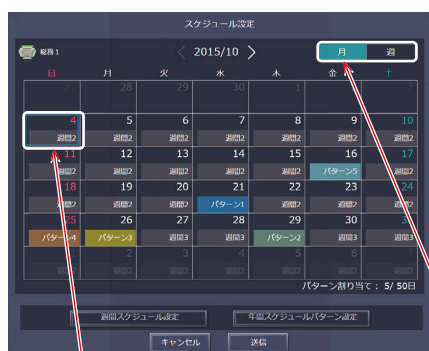 スケジュール設定
総務1
2015/10
月 週
日 月 火 水 木 金 土
27 28 29 30 1
4 5 6 7 8 9 10
週間2 週間2 週間2 週間2 週間2 週間2 週間2
11 12 13 14 15 16 17
週間2 週間2 週間2 週間2 週間2 パターン5 週間2
18 19 20 21 22 23 24
週間2 週間2 週間2 パターン1 週間2 週間2 週間2
25 26 27 28 29 30
パターン4 パターン3 週間3 週間3 パターン2 週間3 週間3
2 3 4 5 6
パターン割り当て： 5/ 50日
週間スケジュール設定 年間スケジュールパターン設定
キャンセル 送信